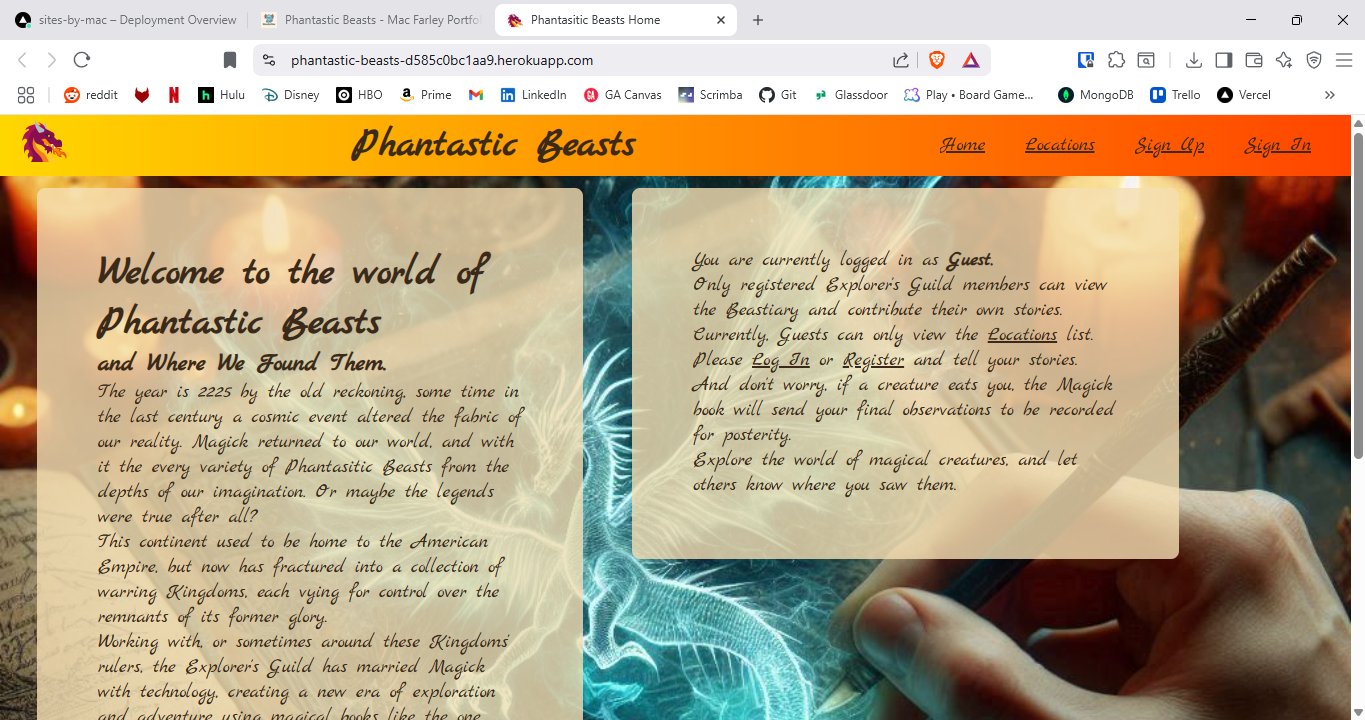 sites-by-mac – Deployment Overview
Phantastic Beasts - Mac Farley Portfo
Phantasitic Beasts Home
phantastic-beasts-d585c0bc1aa9.herokuapp.com
reddit
Hulu
Disney
HBO
Prime
LinkedIn
GA Canvas
Scrimba
Git
Glassdoor
Play • Board Game...
MongoDB
Trello
Vercel
Phantastic Beasts
Home
Locations
Sign Up
Sign In
Welcome to the world of
Phantastic Beasts
and Where We Found Them.
The year is 2225 by the old reckoning, some time in
the last century a cosmic event altered the fabric of
our reality. Magick returned to our world, and with
it the every variety of Phantasitic Beasts from the
depths of our imagination. Or maybe the legends
were true after all?
This continent used to be home to the American
Empire, but now has fractured into a collection of
warring Kingdoms, each vying for control over the
remnants of its former glory.
Working with, or sometimes around these Kingdoms'
rulers, the Explorer's Guild has married Magick
with technology, creating a new era of exploration
and adventure using magical books like the one
You are currently logged in as Guest.
Only registered Explorer's Guild members can view
the Beastiary and contribute their own stories.
Currently, Guests can only view the Locations list.
Please Log In or Register and tell your stories.
And don't worry, if a creature eats you, the Magick
book will send your final observations to be recorded
for posterity.
Explore the world of magical creatures, and let
others know where you saw them.